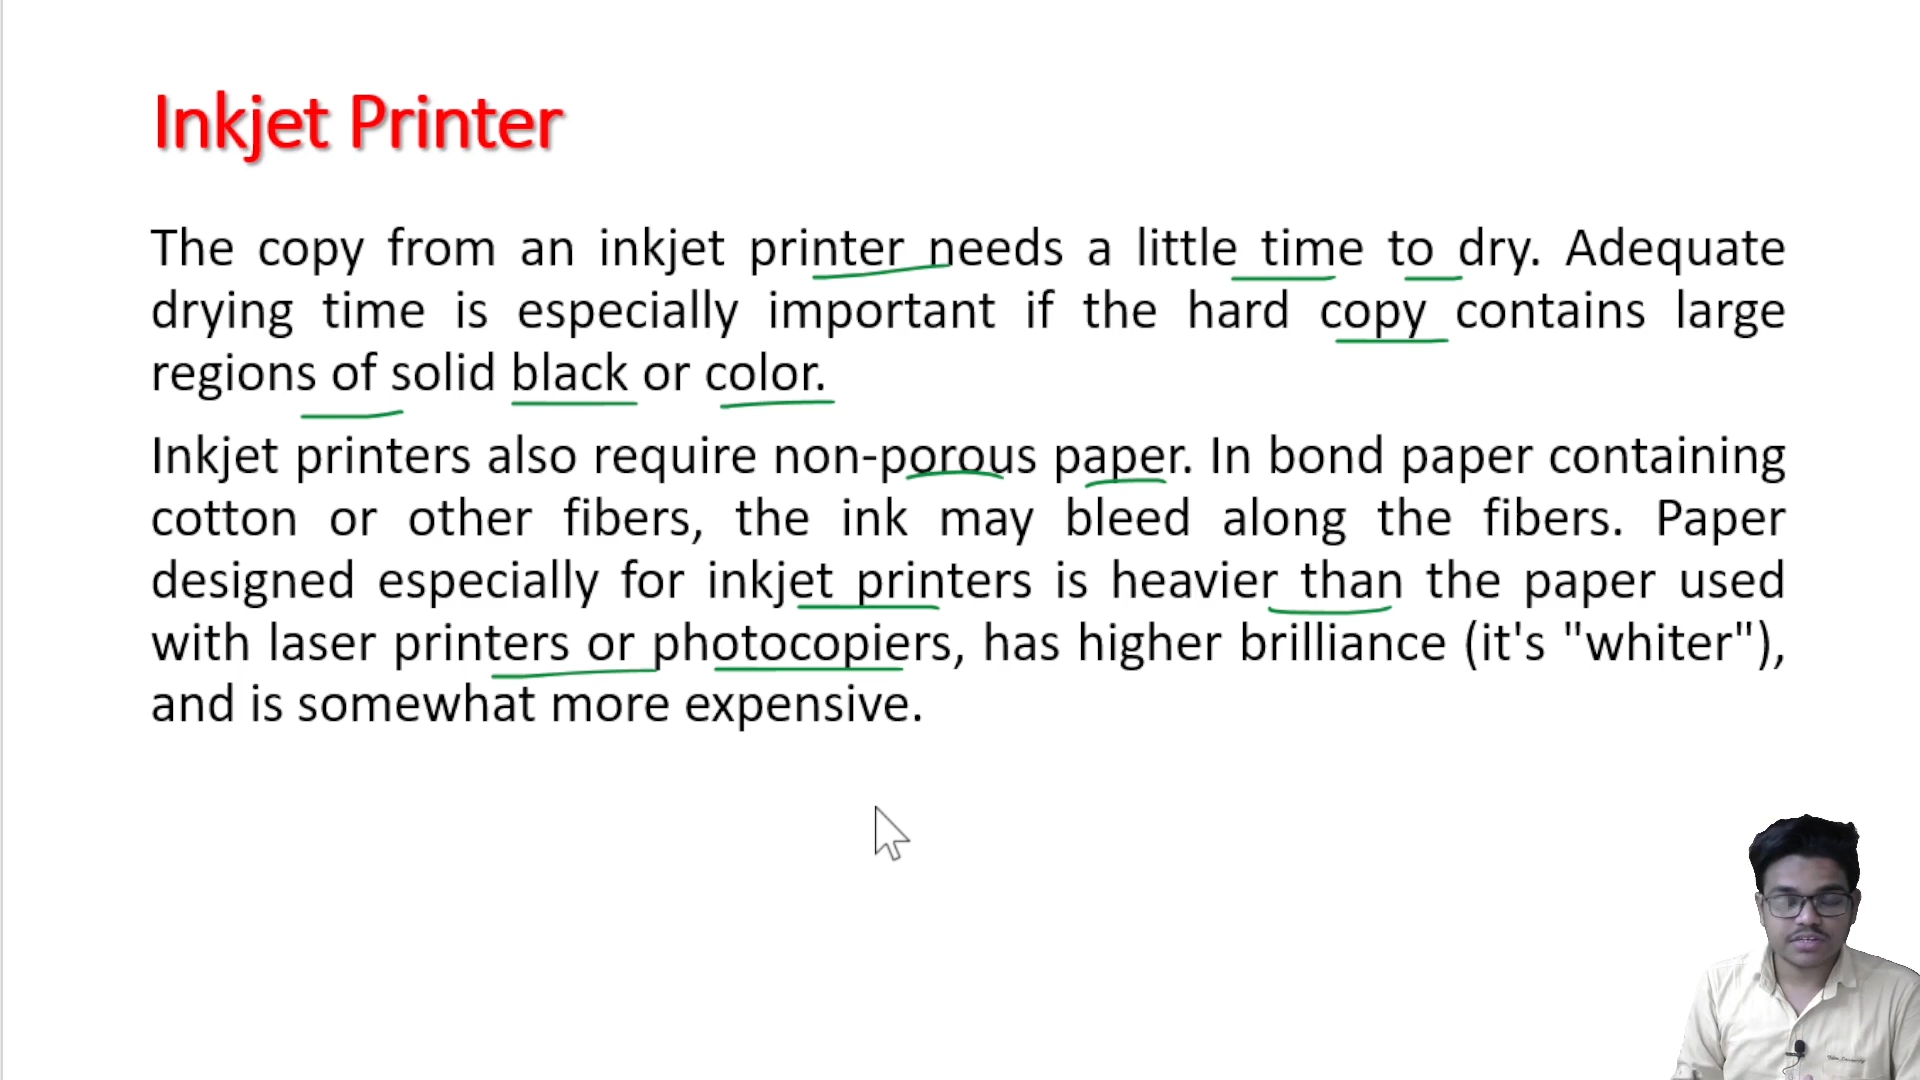 Inkjet Printer
The copy from an inkjet printer needs a little time to dry. Adequate
drying time is especially important if the hard copy contains large
regions of solid black or color.
Inkjet printers also require non-porous paper. In bond paper containing
cotton or other fibers, the ink may bleed along the fibers. Paper
designed especially for inkjet printers is heavier than the paper used
with laser printers or photocopiers, has higher brilliance (it's "whiter"),
and is somewhat more expensive.